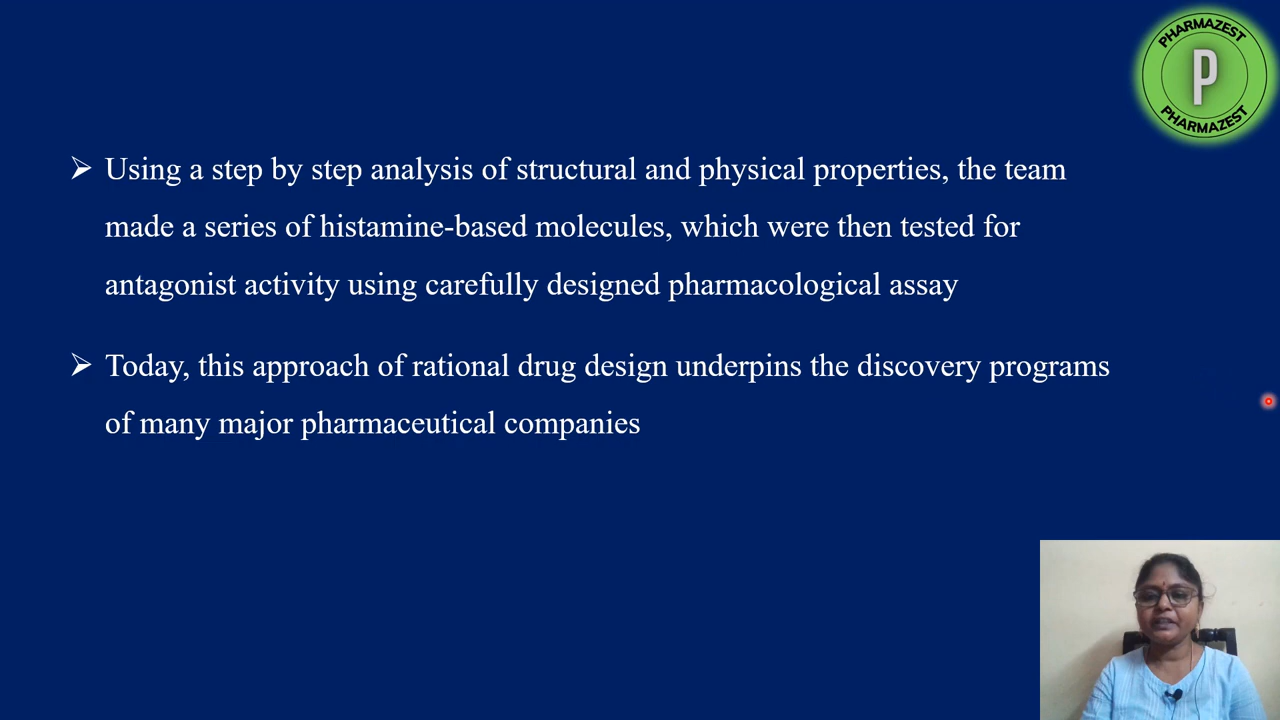 PHARMAZEST
P
PHARMAZEST
➢ Using a step by step analysis of structural and physical properties, the team
made a series of histamine-based molecules, which were then tested for
antagonist activity using carefully designed pharmacological assay
➢ Today, this approach of rational drug design underpins the discovery programs
of many major pharmaceutical companies